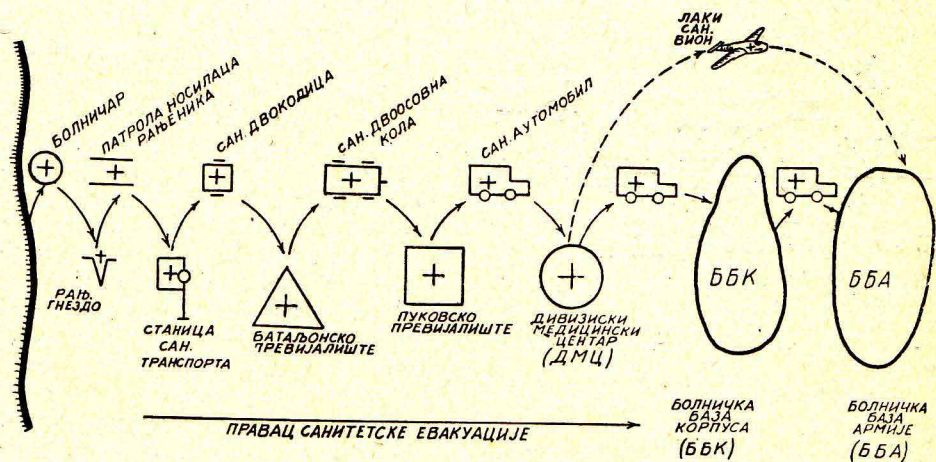 ЛАКИ
САН.
ВИОН
БОЛНИЧАР
ПАТРОЛА НОСИЛАЦА
РАЊЕНИКА
САН. ДВОКОЛИЦА
САН. ДВООСОВНА
КОЛА
САН. АУТОМОБИЛ
РАЊ.
ГНЕЗДО
СТАНИЦА
САН.
ТРАНСПОРТА
БАТАЉОНСКО
ПРЕВИЈАЛИШТЕ
ПУКОВСКО
ПРЕВИЈАЛИШТЕ
ДИВИЗИСКИ
МЕДИЦИНСКИ
ЦЕНТАР
(ДМЦ)
ББК
ББА
БОЛНИЧКА
БАЗА
КОРПУСА
(ББК)
БОЛНИЧКА
БАЗА
АРМИЈЕ
(ББА)
ПРАВАЦ САНИТЕТСКЕ ЕВАКУАЦИЈЕ